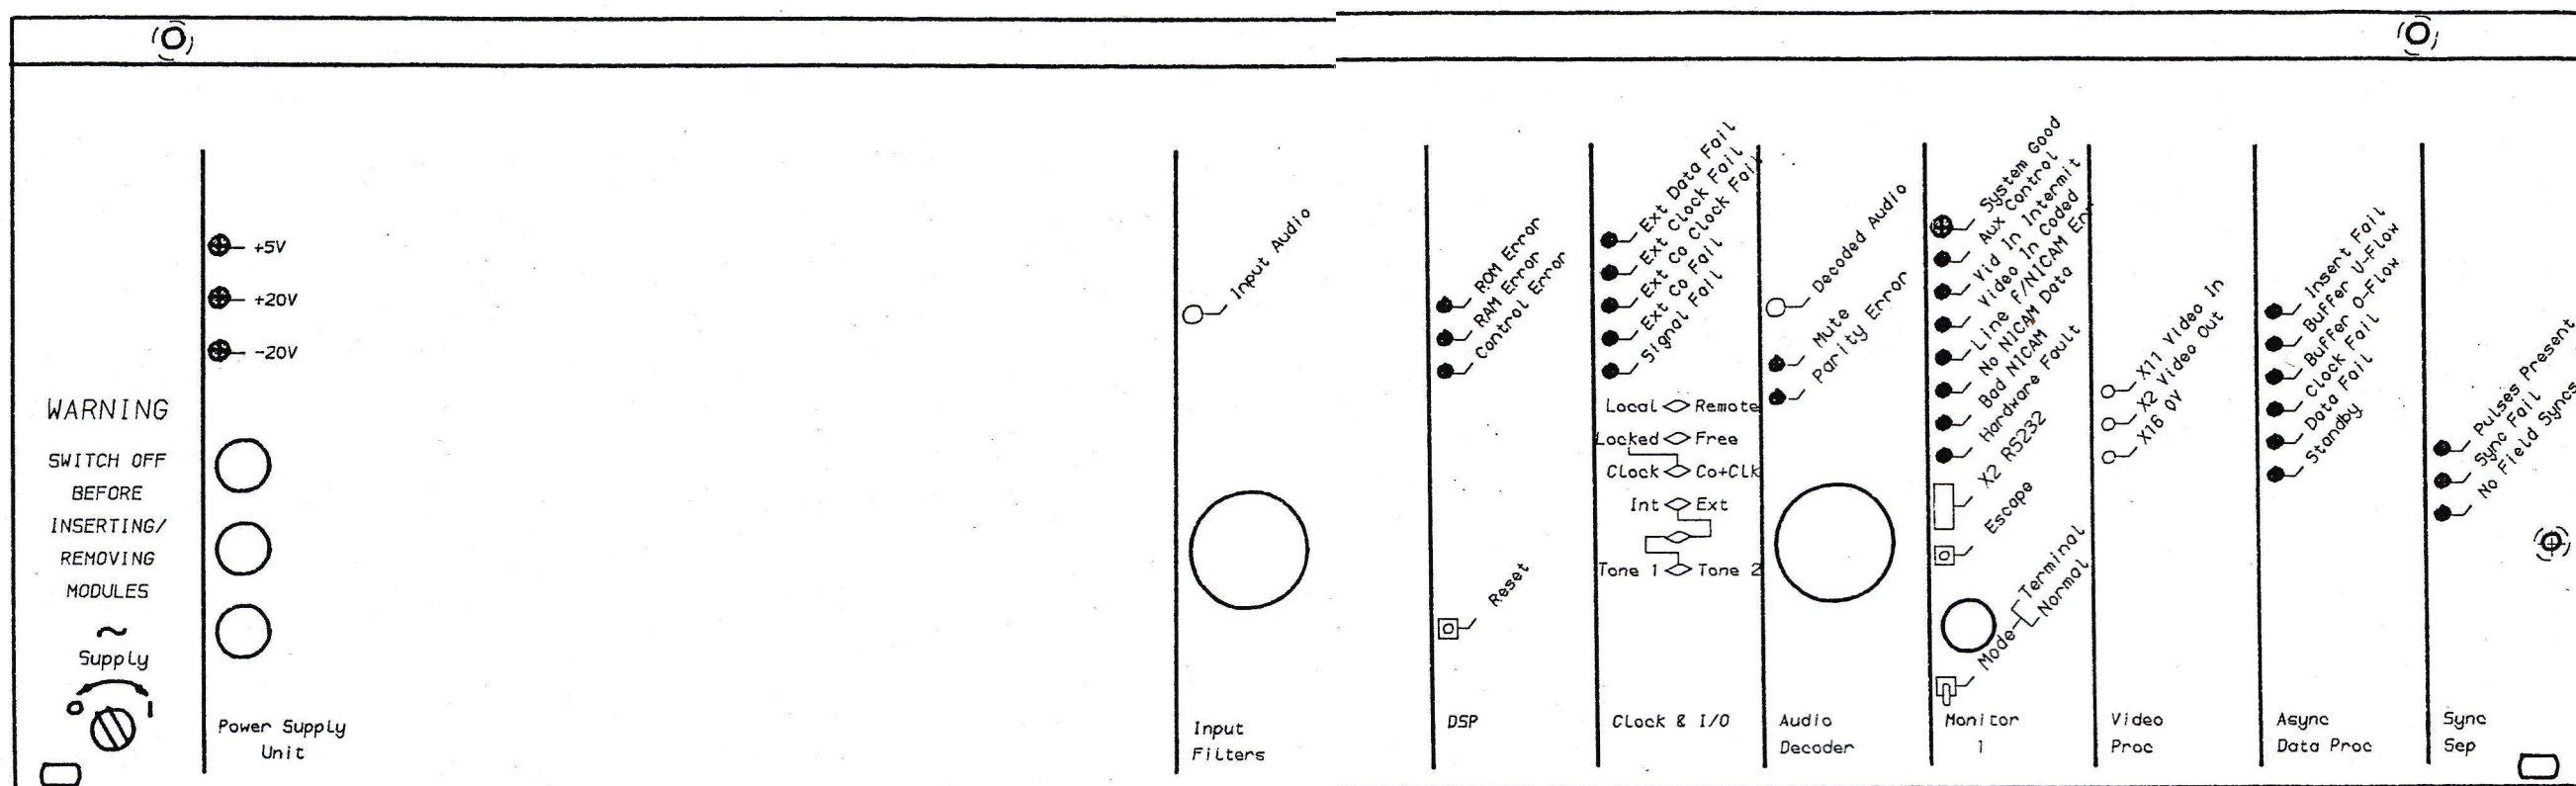 WARNING
SWITCH OFF
BEFORE
INSERTING/
REMOVING
MODULES
~
Supply
O I
+5V
+20V
-20V
Power Supply
Unit
Input Audio
Input
Filters
ROM Error
RAM Error
Control Error
Reset
DSP
Ext Data Fail
Ext Clock Fail
Ext Co Clock Fail
Ext Co Fail
Signal Fail
Local Remote
Locked Free
Clock Co+Clk
Int Ext
Tone 1 Tone 2
Clock & I/O
Decoded Audio
Mute
Parity Error
Audio
Decoder
System Good
Aux Control
Vid In Intermit
Video In Coded
Line F/NICAM Err
No NICAM Data
Bad NICAM
Hardware Fault
X2 RS232
Escape
Terminal
Mode
Normal
Monitor
1
X11 Video In
X2 Video Out
X16 0V
Video
Proc
Insert Fail
Buffer U-Flow
Buffer O-Flow
Clock Fail
Data Fail
Standby
Async
Data Proc
Pulses Present
Sync Fail
No Field Syncs
Sync
Sep